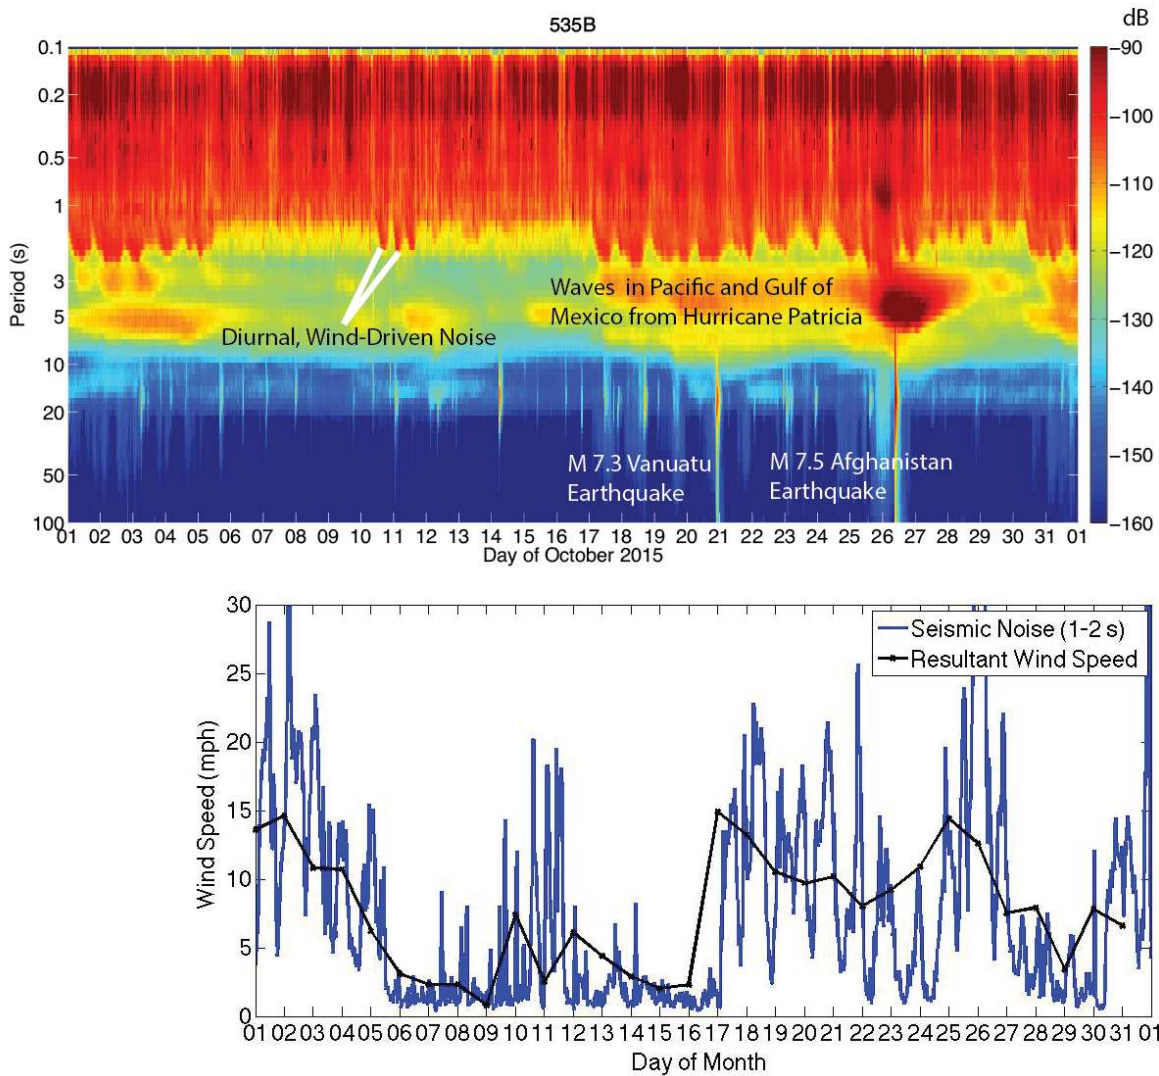 535B
dB
0.1
0.2
0.5
1
3
5
10
20
50
100
Period (s)
−90
−100
−110
−120
−130
−140
−150
−160
Diurnal, Wind-Driven Noise
Waves in Pacific and Gulf of
Mexico from Hurricane Patricia
M 7.3 Vanuatu
Earthquake
M 7.5 Afghanistan
Earthquake
01 02 03 04 05 06 07 08 09 10 11 12 13 14 15 16 17 18 19 20 21 22 23 24 25 26 27 28 29 30 31 01
Day of October 2015
30
25
20
15
10
5
0
Wind Speed (mph)
Seismic Noise (1-2 s)
Resultant Wind Speed
01 02 03 04 05 06 07 08 09 10 11 12 13 14 15 16 17 18 19 20 21 22 23 24 25 26 27 28 29 30 31 01
Day of Month